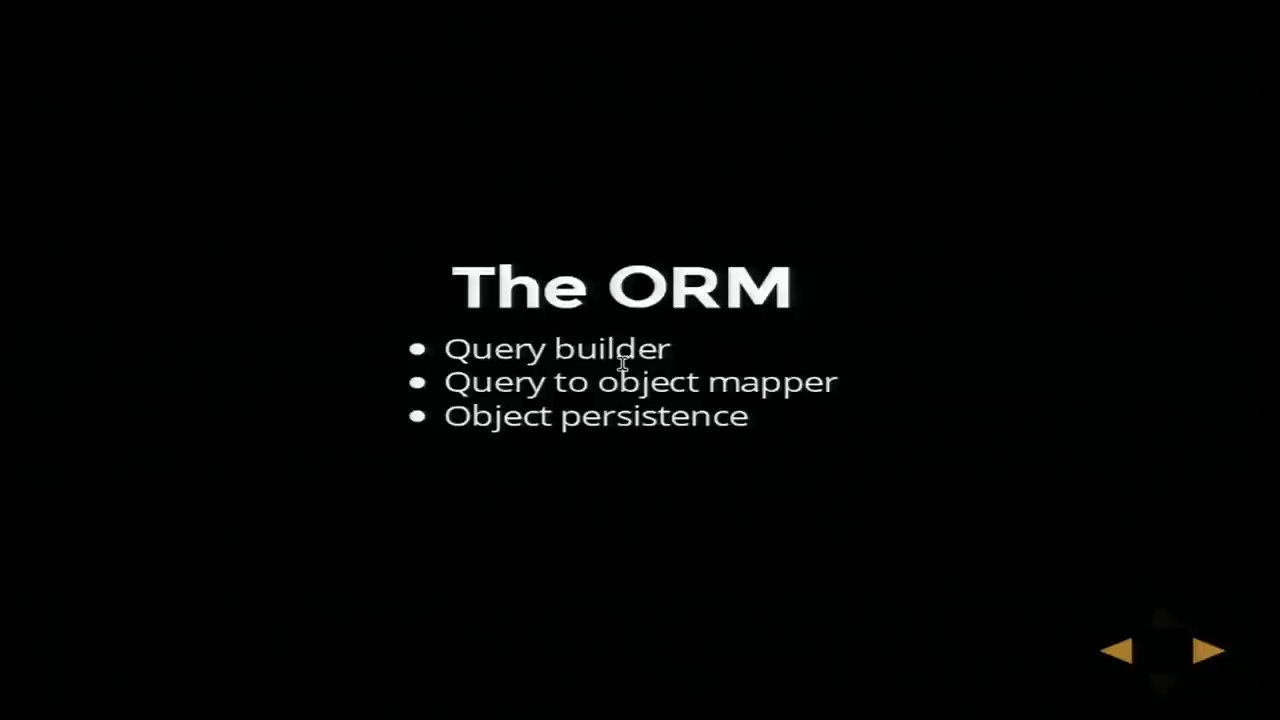 The ORM
Query builder
Query to object mapper
Object persistence